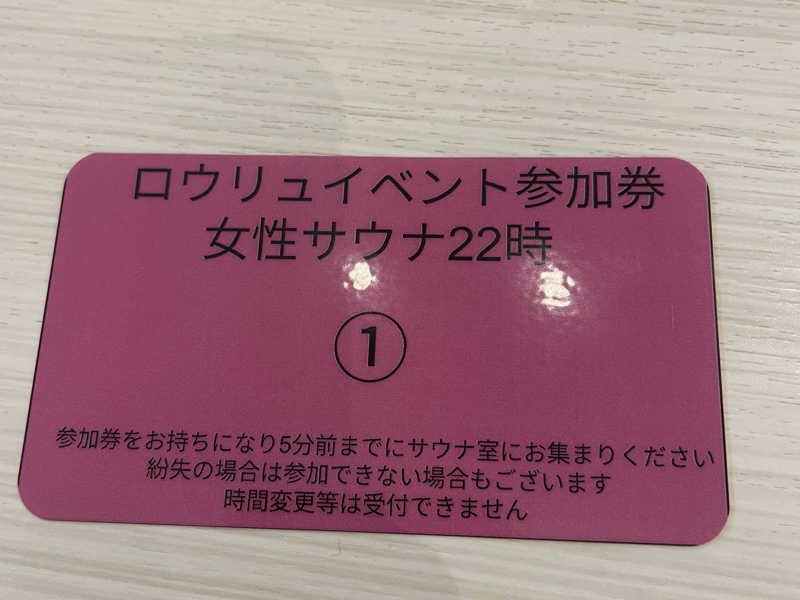 ロウリュイベント参加券
女性サウナ22時
①
参加券をお持ちになり5分前までにサウナ室にお集まりください
紛失の場合は参加できない場合もございます
時間変更等は受付できません